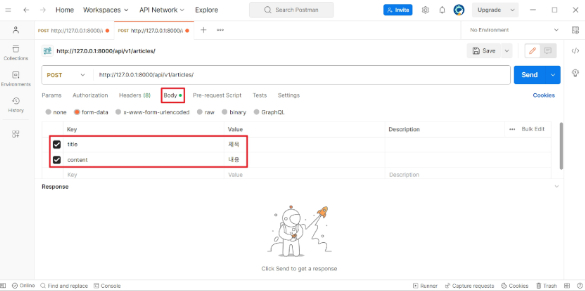 Home Workspaces API Network Explore Search Postman Invite Upgrade
POST http://127.0.0.1:8000/a POST http://127.0.0.1:8000/a No Environment
http://127.0.0.1:8000/api/v1/articles/ Save
POST http://127.0.0.1:8000/api/v1/articles/ Send
Params Authorization Headers (8) Body Pre-request Script Tests Settings Cookies
none form-data x-www-form-urlencoded raw binary GraphQL
Key Value Description Bulk Edit
title 제목
content 내용
Key Value Description
Response
Click Send to get a response
Collections
Environments
History
Online Find and replace Console Runner Capture requests Cookies Trash